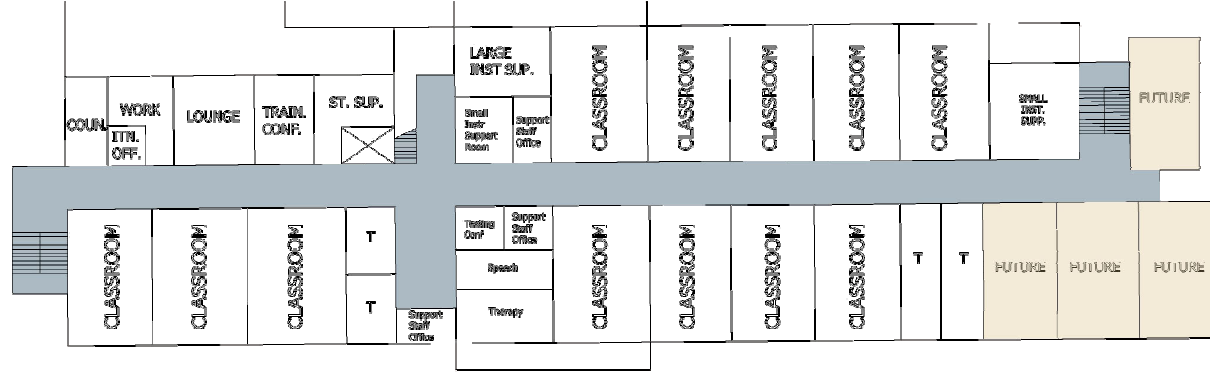 COUN.
WORK
ITN.
OFF.
LOUNGE
TRAIN.
CONF.
ST. SUP.
LARGE
INST SUP.
Small
Instr
Support
Room
Support
Staff
Office
CLASSROOM
CLASSROOM
CLASSROOM
CLASSROOM
CLASSROOM
SMALL
INST.
SUPP.
FUTURE
CLASSROOM
CLASSROOM
CLASSROOM
T
T
Support
Staff
Office
Testing
Conf
Support
Staff
Office
Speech
Therapy
CLASSROOM
CLASSROOM
CLASSROOM
CLASSROOM
T
T
FUTURE
FUTURE
FUTURE